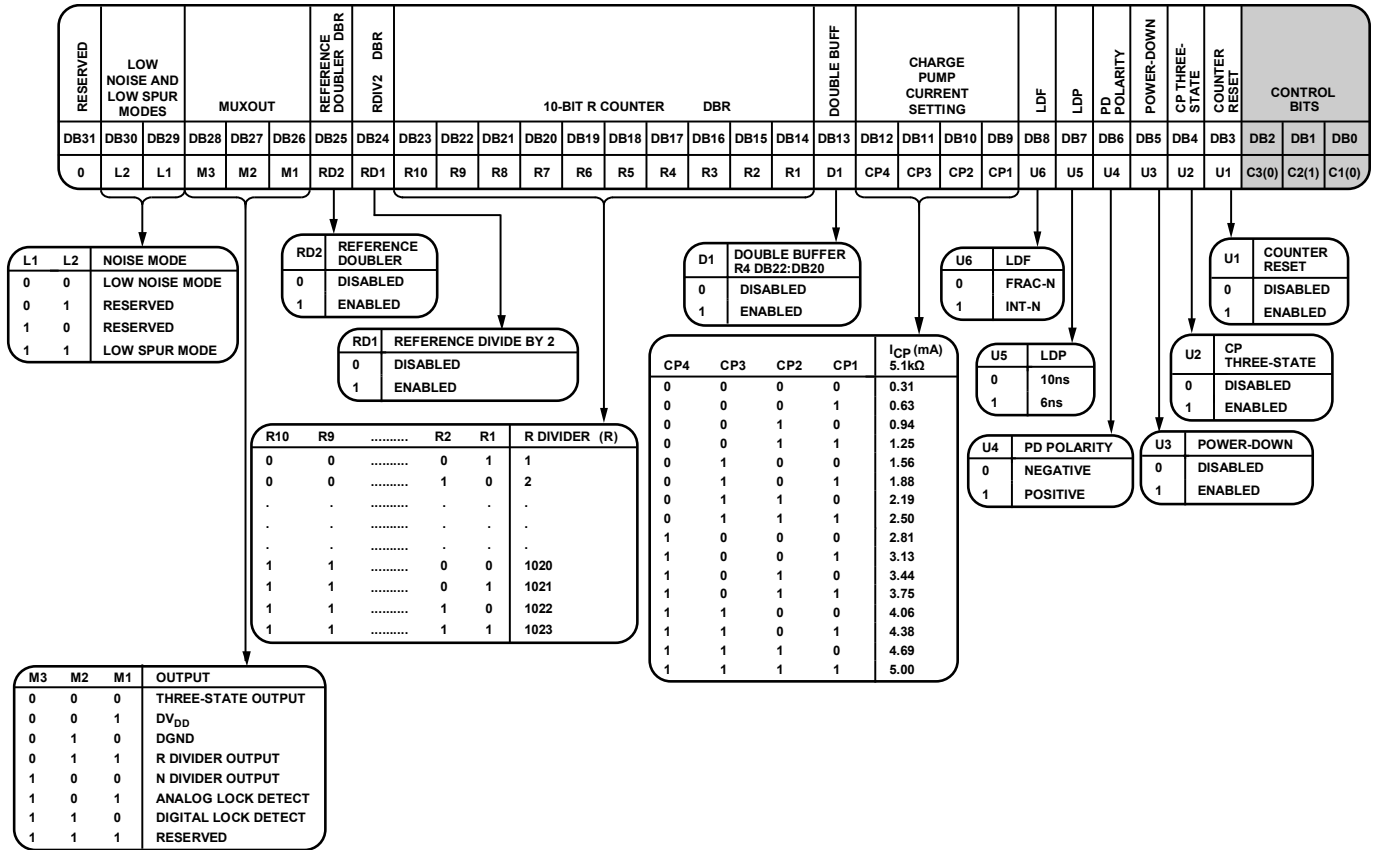 RESERVED
LOW
NOISE AND
LOW SPUR
MODES
MUXOUT
REFERENCE
DOUBLER DBR
RDIV2 DBR
10-BIT R COUNTER DBR
DOUBLE BUFF
CHARGE
PUMP
CURRENT
SETTING
LDF
LDP
PD
POLARITY
POWER-DOWN
CP THREE-
STATE
COUNTER
RESET
CONTROL
BITS
DB31 DB30 DB29 DB28 DB27 DB26 DB25 DB24 DB23 DB22 DB21 DB20 DB19 DB18 DB17 DB16 DB15 DB14 DB13 DB12 DB11 DB10 DB9 DB8 DB7 DB6 DB5 DB4 DB3 DB2 DB1 DB0
0 L2 L1 M3 M2 M1 RD2 RD1 R10 R9 R8 R7 R6 R5 R4 R3 R2 R1 D1 CP4 CP3 CP2 CP1 U6 U5 U4 U3 U2 U1 C3(0) C2(1) C1(0)
L1 L2 NOISE MODE
0 0 LOW NOISE MODE
0 1 RESERVED
1 0 RESERVED
1 1 LOW SPUR MODE
RD2 REFERENCE
DOUBLER
0 DISABLED
1 ENABLED
RD1 REFERENCE DIVIDE BY 2
0 DISABLED
1 ENABLED
R10 R9 .......... R2 R1 R DIVIDER (R)
0 0 .......... 0 1 1
0 0 .......... 1 0 2
. . .......... . . .
. . .......... . . .
. . .......... . . .
1 1 .......... 0 0 1020
1 1 .......... 0 1 1021
1 1 .......... 1 0 1022
1 1 .......... 1 1 1023
D1 DOUBLE BUFFER
R4 DB22:DB20
0 DISABLED
1 ENABLED
CP4 CP3 CP2 CP1 ICP (mA)
5.1kΩ
0 0 0 0 0.31
0 0 0 1 0.63
0 0 1 0 0.94
0 0 1 1 1.25
0 1 0 0 1.56
0 1 0 1 1.88
0 1 1 0 2.19
0 1 1 1 2.50
1 0 0 0 2.81
1 0 0 1 3.13
1 0 1 0 3.44
1 0 1 1 3.75
1 1 0 0 4.06
1 1 0 1 4.38
1 1 1 0 4.69
1 1 1 1 5.00
U6 LDF
0 FRAC-N
1 INT-N
U5 LDP
0 10ns
1 6ns
U4 PD POLARITY
0 NEGATIVE
1 POSITIVE
U1 COUNTER
RESET
0 DISABLED
1 ENABLED
U2 CP
THREE-STATE
0 DISABLED
1 ENABLED
U3 POWER-DOWN
0 DISABLED
1 ENABLED
M3 M2 M1 OUTPUT
0 0 0 THREE-STATE OUTPUT
0 0 1 DVDD
0 1 0 DGND
0 1 1 R DIVIDER OUTPUT
1 0 0 N DIVIDER OUTPUT
1 0 1 ANALOG LOCK DETECT
1 1 0 DIGITAL LOCK DETECT
1 1 1 RESERVED